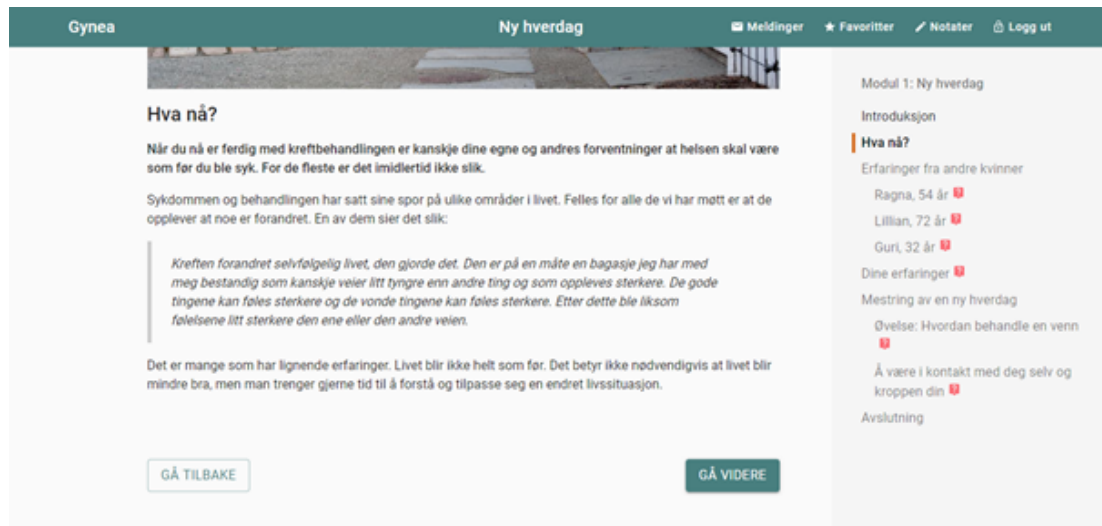 Gynea
Ny hverdag
Meldinger
Favoritter
Notater
Logg ut
Hva nå?
Når du nå er ferdig med kreftbehandlingen er kanskje dine egne og andres forventninger at helsen skal være
som før du ble syk. For de fleste er det imidlertid ikke slik.
Sykdommen og behandlingen har satt sine spor på ulike områder i livet. Felles for alle de vi har møtt er at de
opplever at noe er forandret. En av dem sier det slik:
Kreften forandret selvfølgelig livet, den gjorde det. Den er på en måte en bagasje jeg har med
meg bestandig som kanskje veier litt tyngre enn andre ting og som oppleves sterkere. De gode
tingene kan føles sterkere og de vonde tingene kan føles sterkere. Etter dette ble liksom
følelsene litt sterkere den ene eller den andre veien.
Det er mange som har lignende erfaringer. Livet blir ikke helt som før. Det betyr ikke nødvendigvis at livet blir
mindre bra, men man trenger gjerne tid til å forstå og tilpasse seg en endret livssituasjon.
GÅ TILBAKE
GÅ VIDERE
Modul 1: Ny hverdag
Introduksjon
Hva nå?
Erfaringer fra andre kvinner
Ragna, 54 år
Lillian, 72 år
Guri, 32 år
Dine erfaringer
Mestring av en ny hverdag
Øvelse: Hvordan behandle en venn
Å være i kontakt med deg selv og
kroppen din
Avslutning